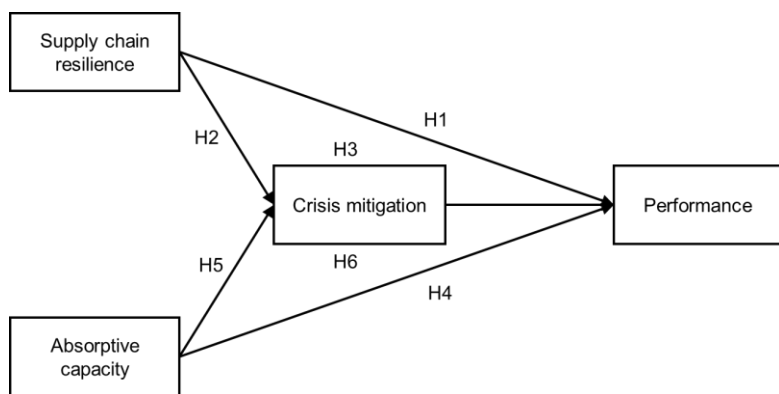 Supply chain
resilience
H1
H2
H3
Crisis mitigation
Performance
H5
H6
H4
Absorptive
capacity